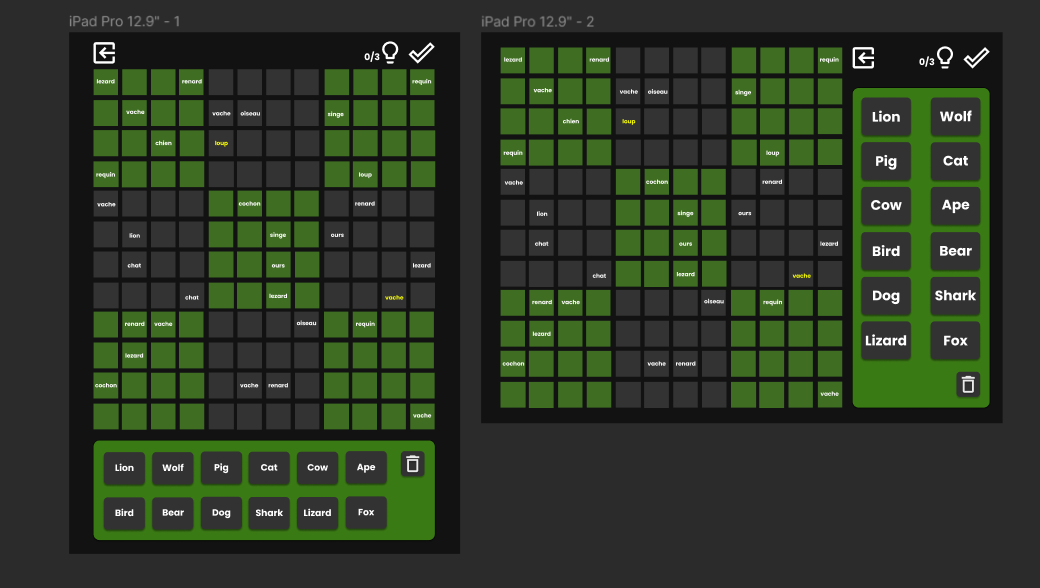 iPad Pro 12.9" - 1
0/3
lezard renard requin
vache vache oiseau singe
chien loup
requin loup
vache cochon renard
lion singe ours
chat ours lezard
chat lezard vache
renard vache oiseau requin
lezard
cochon vache renard
vache
Lion Wolf Pig Cat Cow Ape
Bird Bear Dog Shark Lizard Fox
iPad Pro 12.9" - 2
lezard renard requin
vache vache oiseau singe
chien loup
requin loup
vache cochon renard
lion singe ours
chat ours lezard
chat lezard vache
renard vache oiseau requin
lezard
cochon vache renard
vache
0/3
Lion Wolf
Pig Cat
Cow Ape
Bird Bear
Dog Shark
Lizard Fox